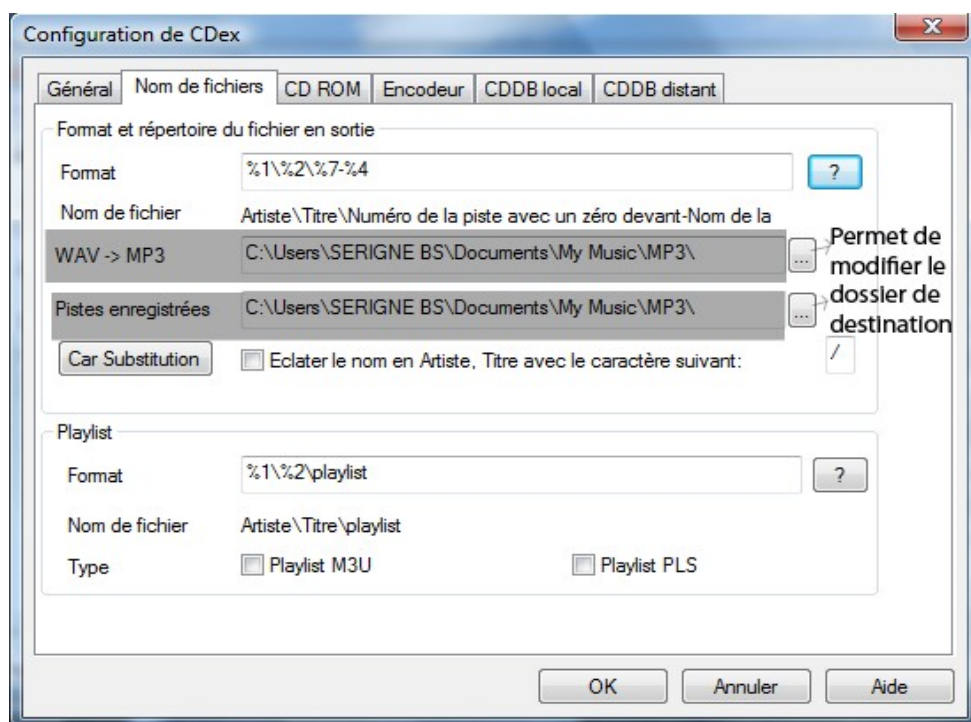 Configuration de CDex
Général Nom de fichiers CD ROM Encodeur CDDB local CDDB distant
Format et répertoire du fichier en sortie
Format %1\%2\%7-%4 ?
Nom de fichier Artiste\Titre\Numéro de la piste avec un zéro devant-Nom de la
WAV -> MP3 C:\Users\SERIGNE BS\Documents\My Music\MP3\ ...
Pistes enregistrées C:\Users\SERIGNE BS\Documents\My Music\MP3\ ...
Permet de
modifier le
dossier de
destination
Car Substitution Eclater le nom en Artiste, Titre avec le caractère suivant: /
Playlist
Format %1\%2\playlist ?
Nom de fichier Artiste\Titre\playlist
Type Playlist M3U Playlist PLS
OK Annuler Aide